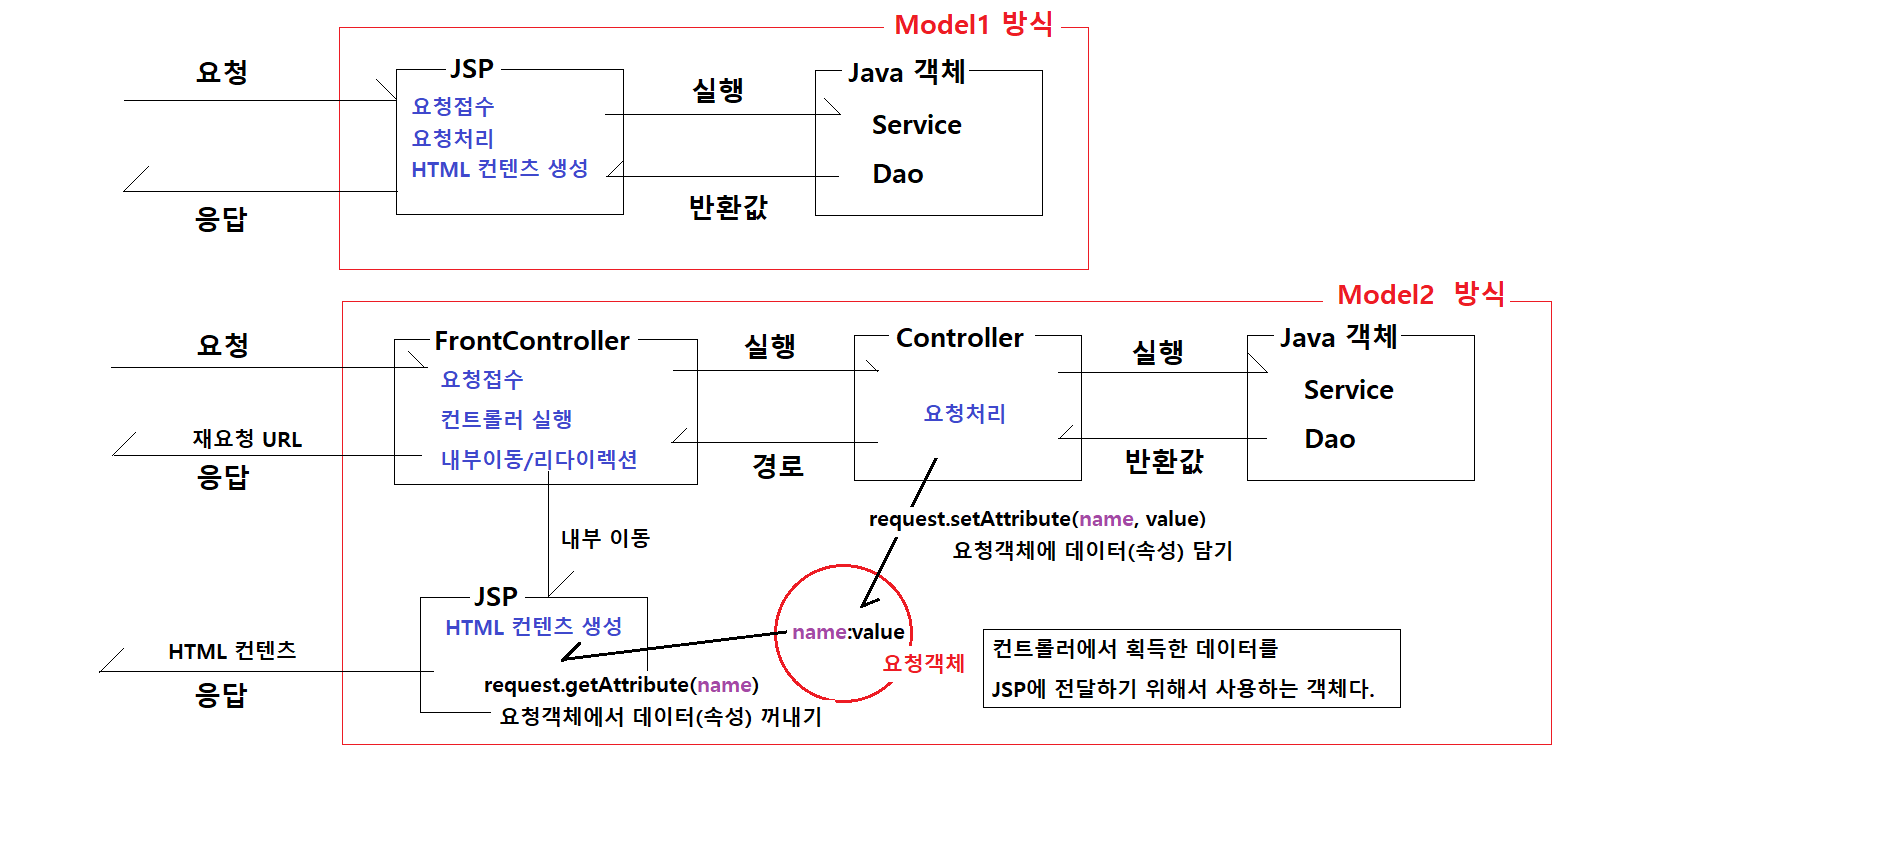 Model1 방식
요청
JSP
요청접수
요청처리
HTML 컨텐츠 생성
실행
Java 객체
Service
Dao
반환값
응답
Model2 방식
요청
FrontController
요청접수
컨트롤러 실행
내부이동/리다이렉션
실행
Controller
요청처리
실행
Java 객체
Service
Dao
재요청 URL
응답
경로
반환값
request.setAttribute(name, value)
요청객체에 데이터(속성) 담기
내부 이동
JSP
HTML 컨텐츠 생성
name:value
요청객체
HTML 컨텐츠
응답
request.getAttribute(name)
요청객체에서 데이터(속성) 꺼내기
컨트롤러에서 획득한 데이터를
JSP에 전달하기 위해서 사용하는 객체다.